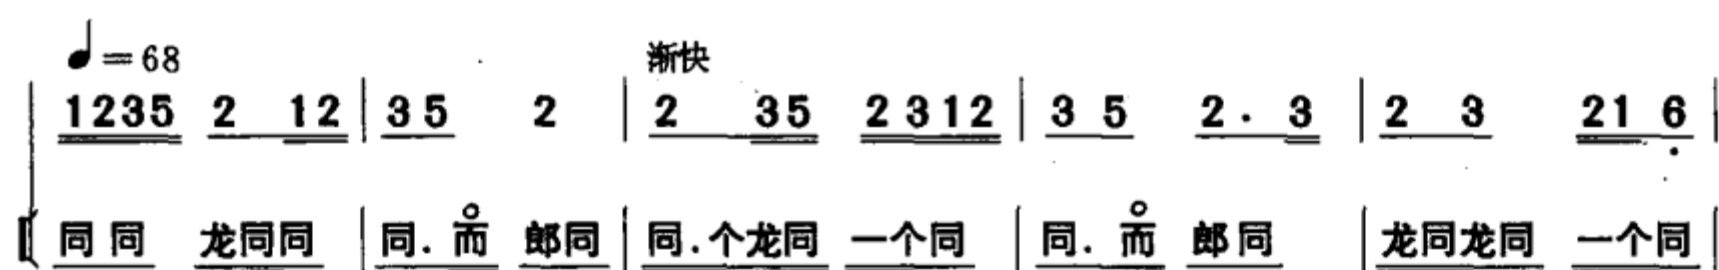 ♩=68 渐快
1235 2 12 | 35 2 | 2 35 2312 | 3 5 2· 3 | 2 3 21 6̣ |
同同 龙同同 | 同.而 郎同 | 同.个龙同 一个同 | 同.而 郎同 | 龙同龙同 一个同 |